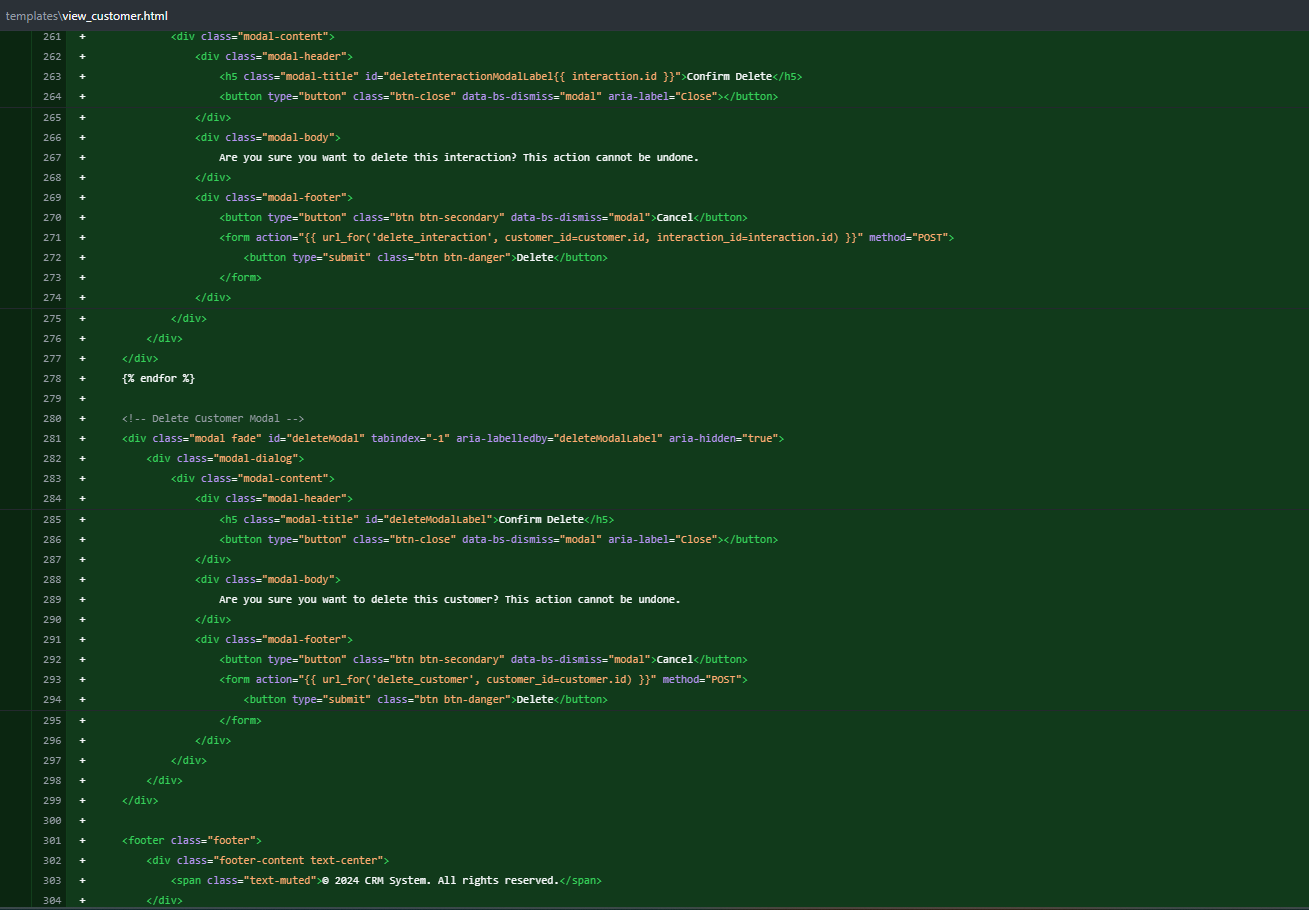 templates\view_customer.html
261 + <div class="modal-content">
262 + <div class="modal-header">
263 + <h5 class="modal-title" id="deleteInteractionModalLabel{{ interaction.id }}">Confirm Delete</h5>
264 + <button type="button" class="btn-close" data-bs-dismiss="modal" aria-label="Close"></button>
265 + </div>
266 + <div class="modal-body">
267 + Are you sure you want to delete this interaction? This action cannot be undone.
268 + </div>
269 + <div class="modal-footer">
270 + <button type="button" class="btn btn-secondary" data-bs-dismiss="modal">Cancel</button>
271 + <form action="{{ url_for('delete_interaction', customer_id=customer.id, interaction_id=interaction.id) }}" method="POST">
272 + <button type="submit" class="btn btn-danger">Delete</button>
273 + </form>
274 + </div>
275 + </div>
276 + </div>
277 + </div>
278 + {% endfor %}
279 +
280 + <!-- Delete Customer Modal -->
281 + <div class="modal fade" id="deleteModal" tabindex="-1" aria-labelledby="deleteModalLabel" aria-hidden="true">
282 + <div class="modal-dialog">
283 + <div class="modal-content">
284 + <div class="modal-header">
285 + <h5 class="modal-title" id="deleteModalLabel">Confirm Delete</h5>
286 + <button type="button" class="btn-close" data-bs-dismiss="modal" aria-label="Close"></button>
287 + </div>
288 + <div class="modal-body">
289 + Are you sure you want to delete this customer? This action cannot be undone.
290 + </div>
291 + <div class="modal-footer">
292 + <button type="button" class="btn btn-secondary" data-bs-dismiss="modal">Cancel</button>
293 + <form action="{{ url_for('delete_customer', customer_id=customer.id) }}" method="POST">
294 + <button type="submit" class="btn btn-danger">Delete</button>
295 + </form>
296 + </div>
297 + </div>
298 + </div>
299 + </div>
300 +
301 + <footer class="footer">
302 + <div class="footer-content text-center">
303 + <span class="text-muted">© 2024 CRM System. All rights reserved.</span>
304 + </div>